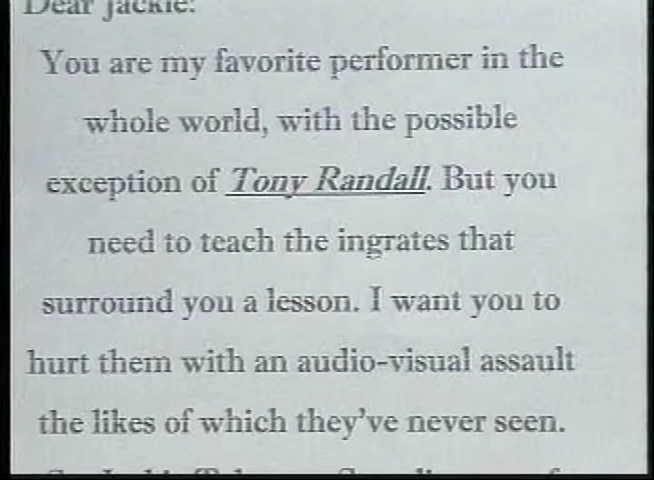 Dear Jackie:
You are my favorite performer in the
whole world, with the possible
exception of Tony Randall. But you
need to teach the ingrates that
surround you a lesson. I want you to
hurt them with an audio-visual assault
the likes of which they've never seen.